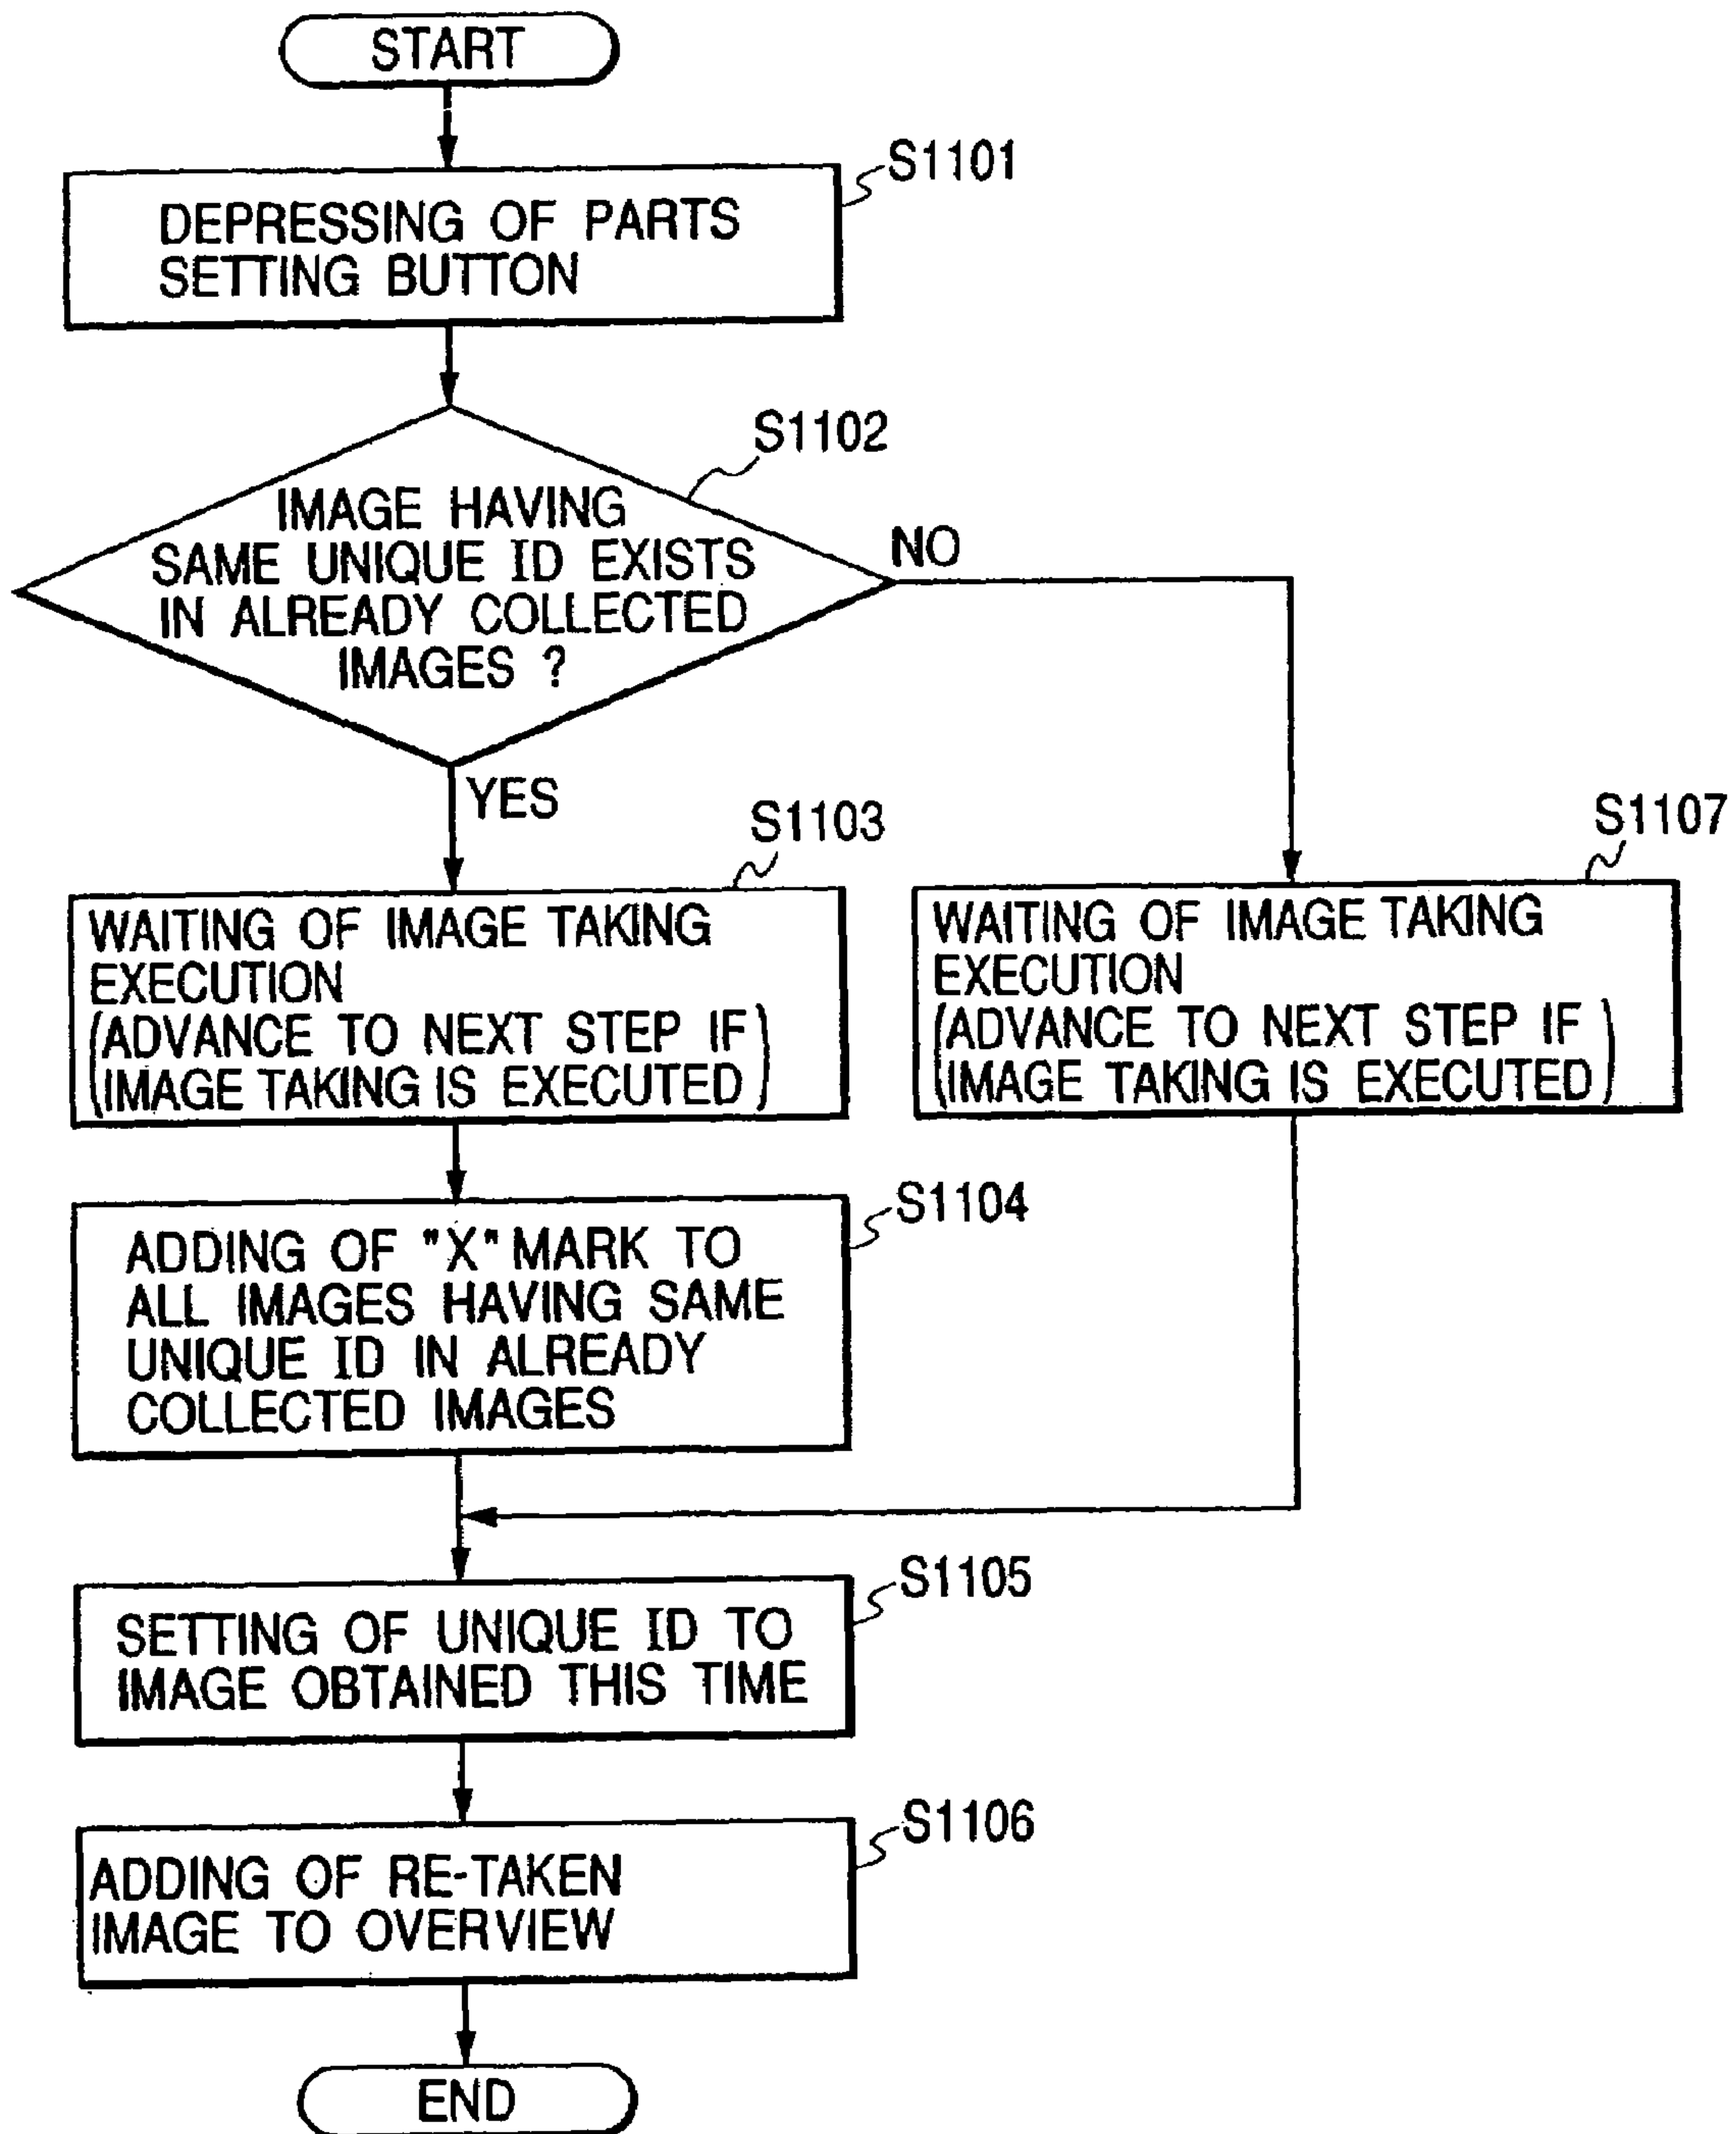 START
S1101
DEPRESSING OF PARTS
SETTING BUTTON
S1102
IMAGE HAVING
SAME UNIQUE ID EXISTS
IN ALREADY COLLECTED
IMAGES ?
NO
YES
S1103
WAITING OF IMAGE TAKING
EXECUTION
(ADVANCE TO NEXT STEP IF
IMAGE TAKING IS EXECUTED)
S1107
WAITING OF IMAGE TAKING
EXECUTION
(ADVANCE TO NEXT STEP IF
IMAGE TAKING IS EXECUTED)
S1104
ADDING OF "X" MARK TO
ALL IMAGES HAVING SAME
UNIQUE ID IN ALREADY
COLLECTED IMAGES
S1105
SETTING OF UNIQUE ID TO
IMAGE OBTAINED THIS TIME
S1106
ADDING OF RE-TAKEN
IMAGE TO OVERVIEW
END